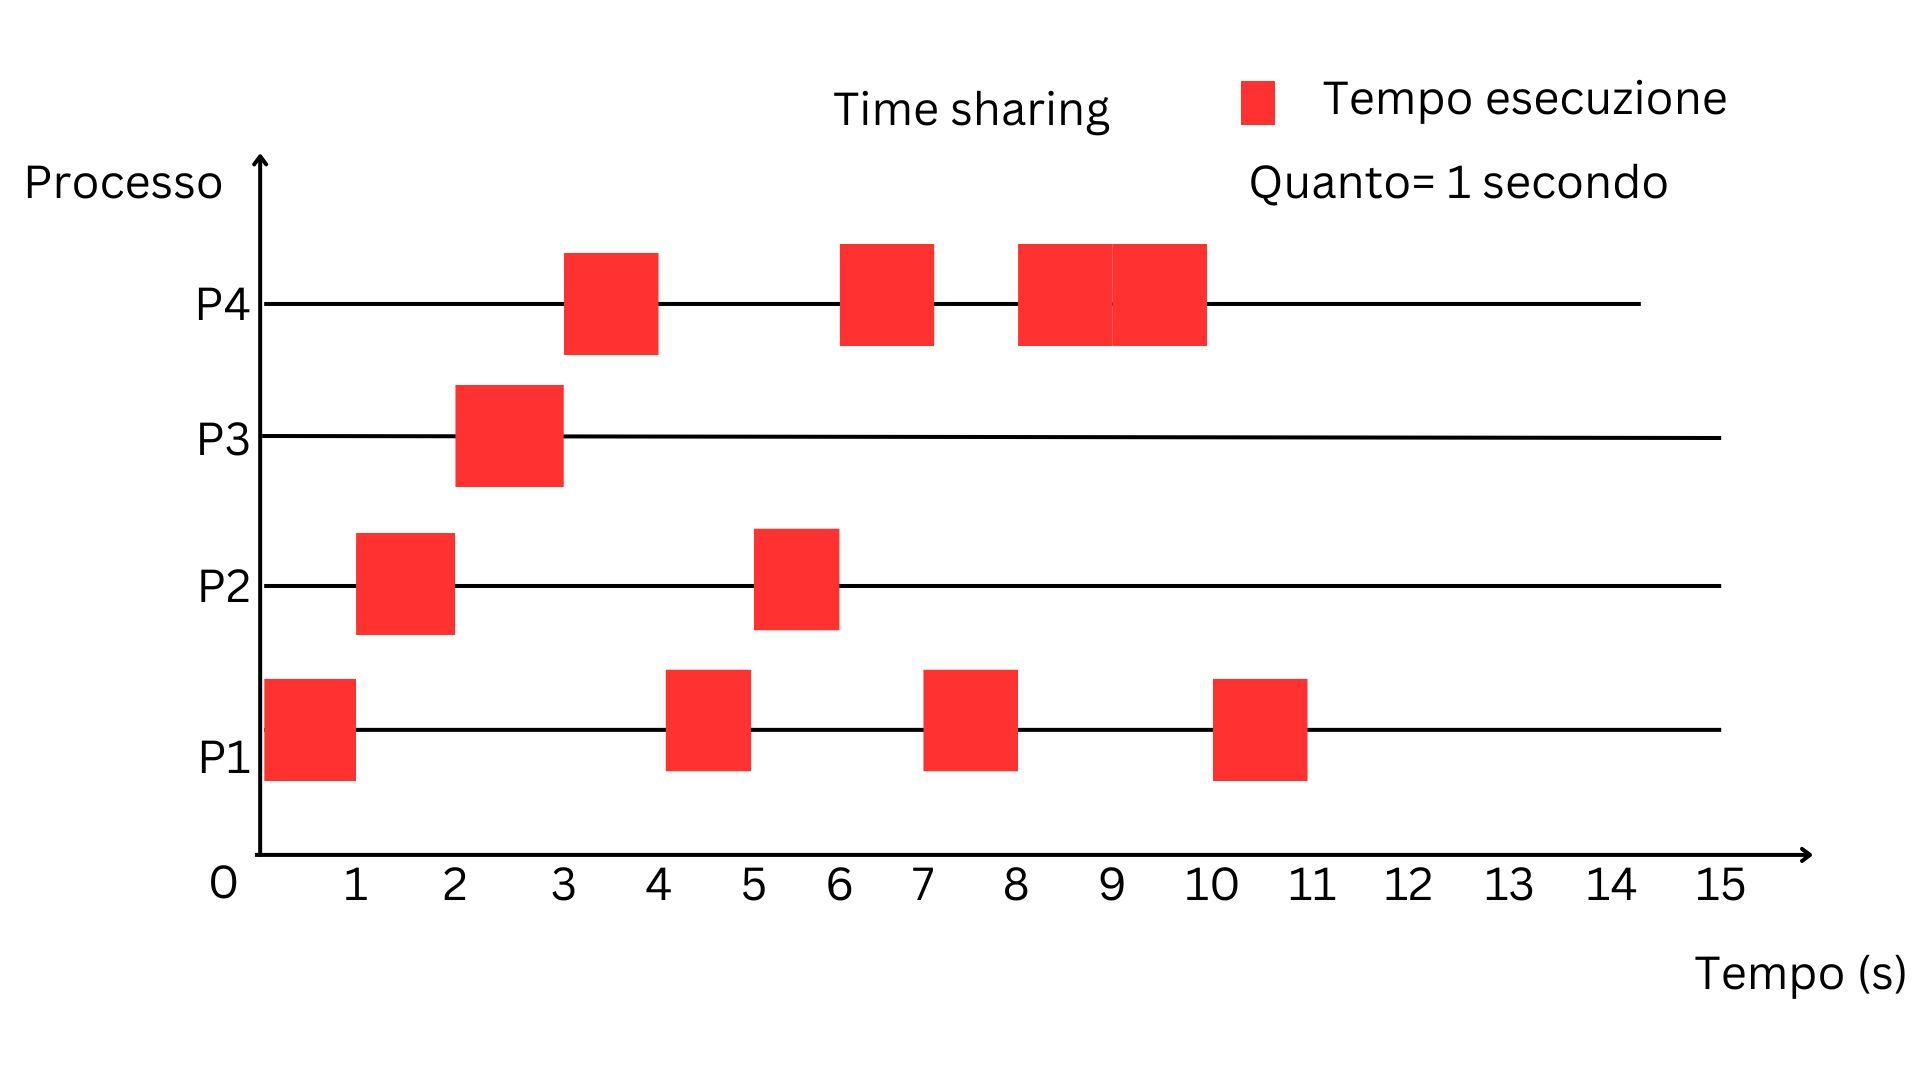 Time sharing
Tempo esecuzione
Processo
Quanto= 1 secondo
P4
P3
P2
P1
0 1 2 3 4 5 6 7 8 9 10 11 12 13 14 15
Tempo (s)